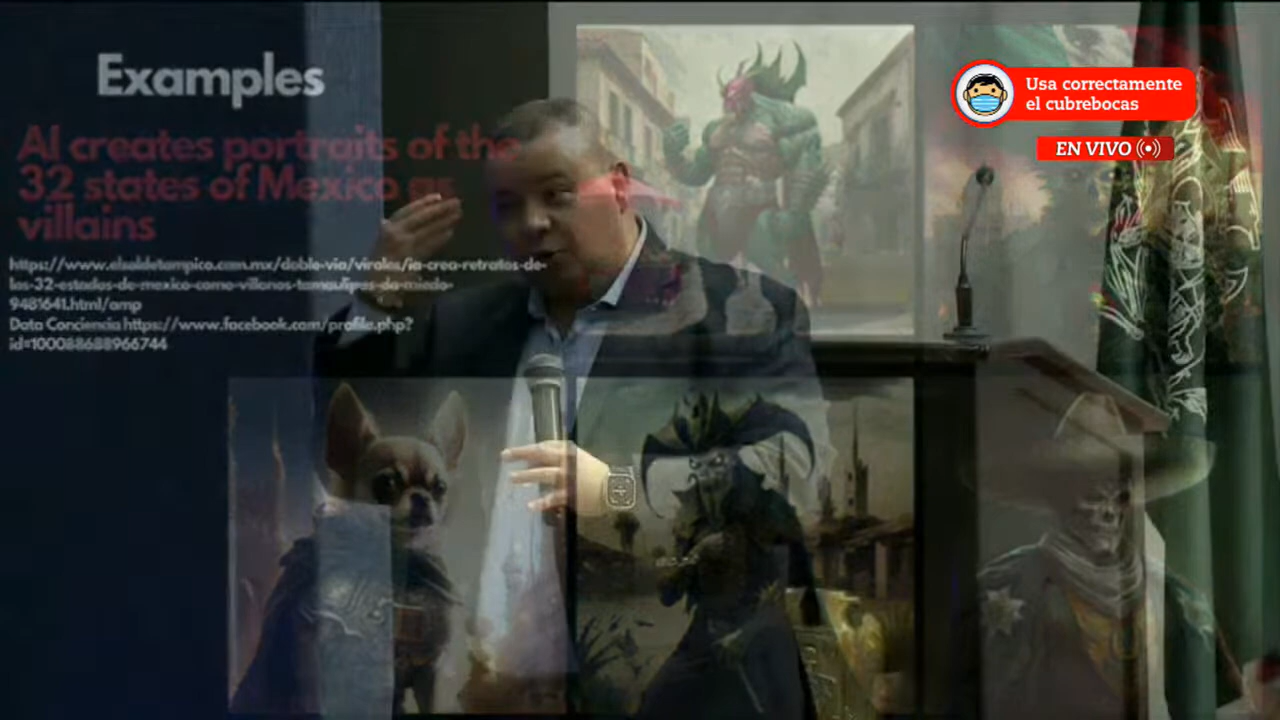 Examples
AI creates portraits of the
32 states of Mexico as
villains
https://www.elsoldetampico.com.mx/doble-via/virales/ia-crea-retratos-de-
las-32-estados-de-mexico-como-villanos-tamaulipas-da-miedo-
9481641.html/amp
Data Conciencia https://www.facebook.com/profile.php?
id=100088688966744
Usa correctamente
el cubrebocas
EN VIVO